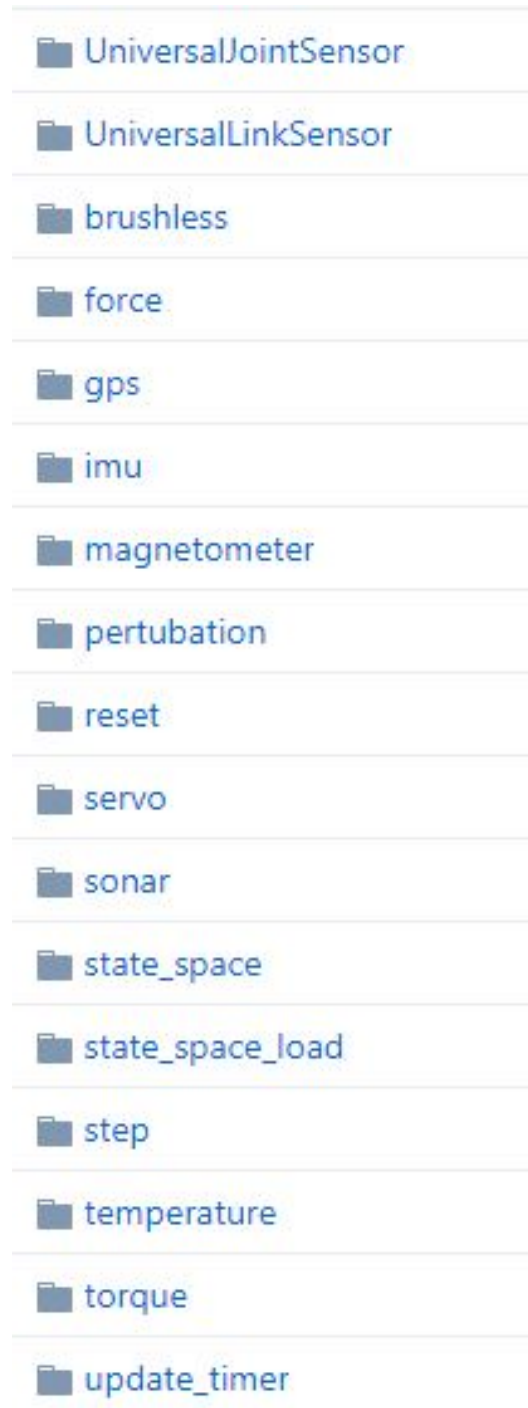 UniversalJointSensor
UniversalLinkSensor
brushless
force
gps
imu
magnetometer
pertubation
reset
servo
sonar
state_space
state_space_load
step
temperature
torque
update_timer